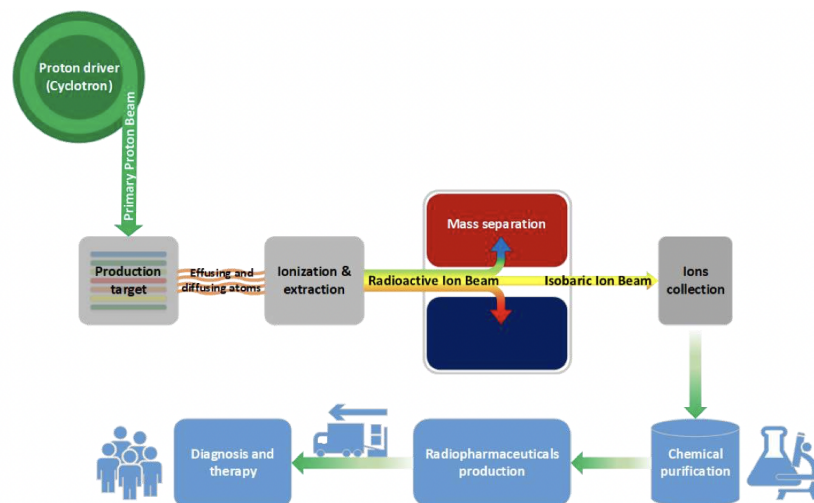 Proton driver
(Cyclotron)
Primary Proton Beam
Mass separation
Production
target
Effusing and
diffusing atoms
Ionization &
extraction
Radioactive Ion Beam
Isobaric Ion Beam
Ions
collection
Diagnosis and
therapy
Radiopharmaceuticals
production
Chemical
purification